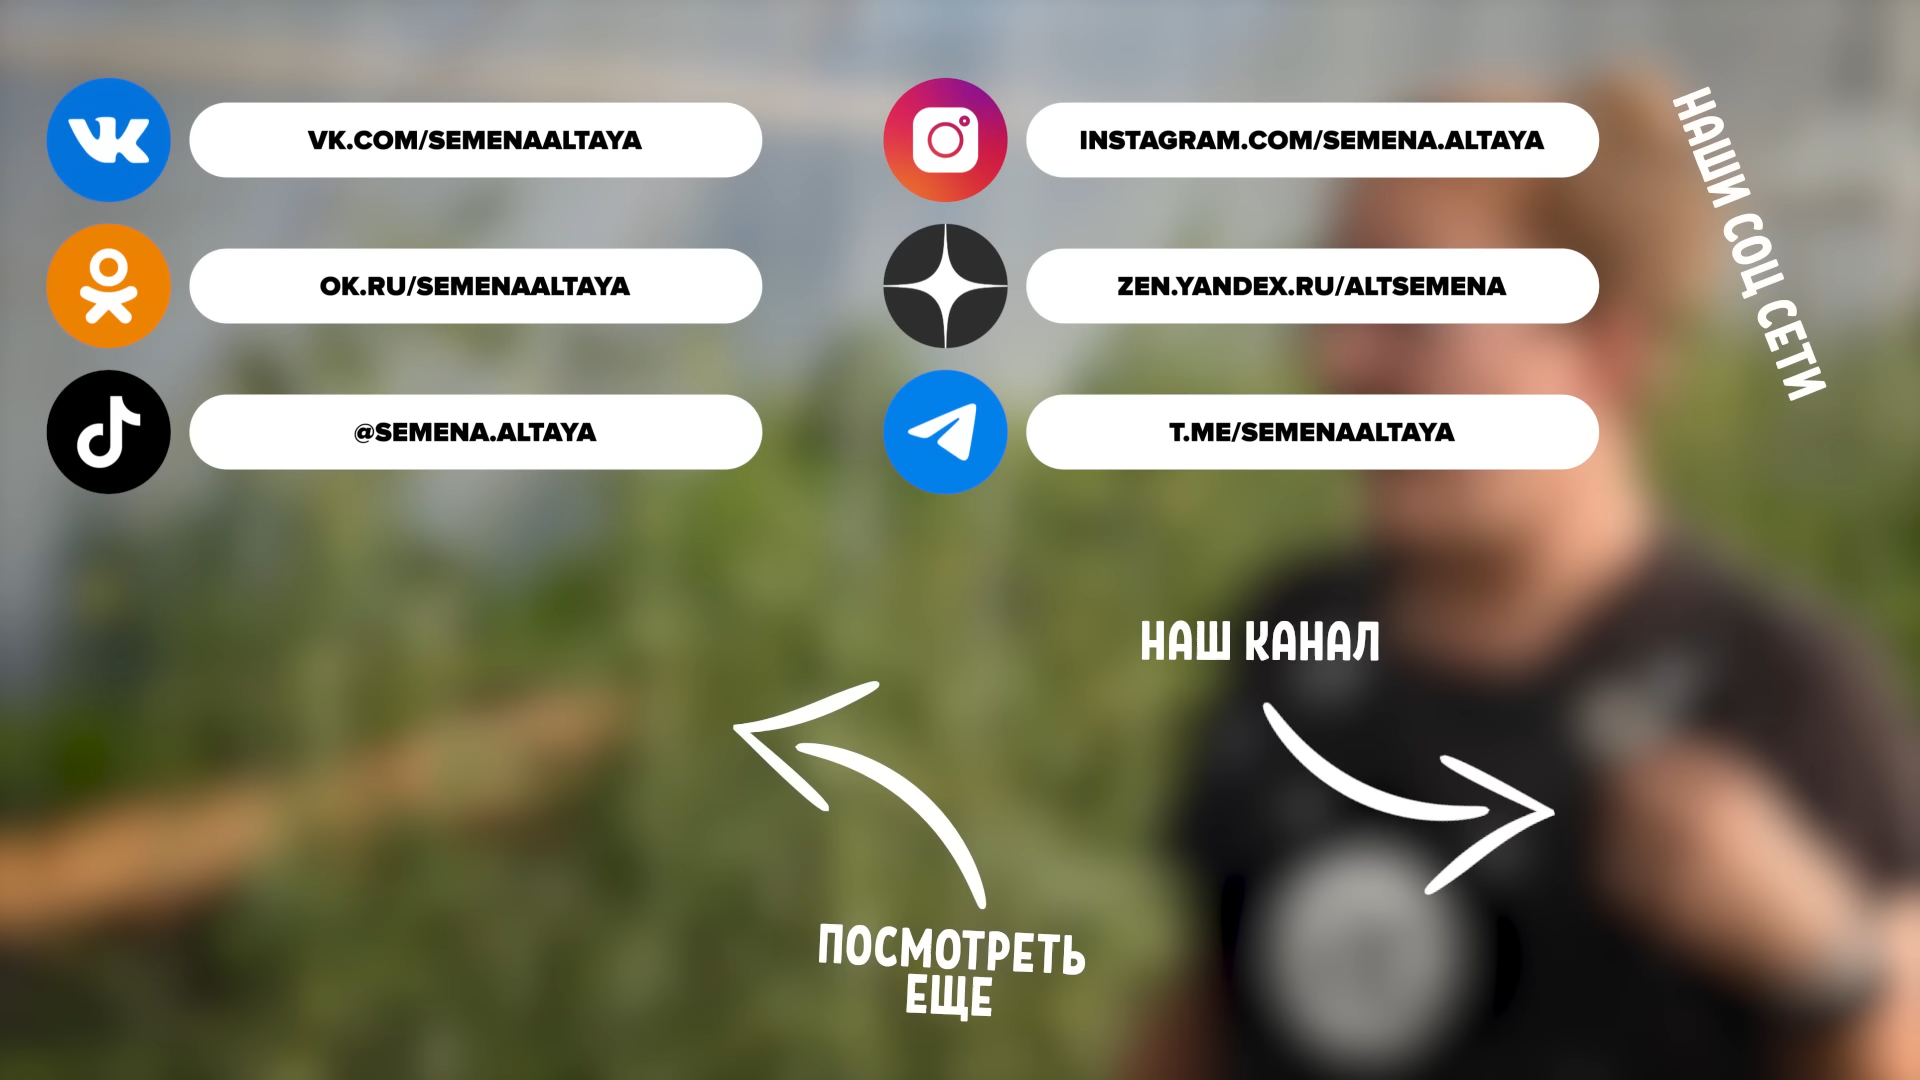 VK.COM/SEMENAALTAYA
INSTAGRAM.COM/SEMENA.ALTAYA
OK.RU/SEMENAALTAYA
ZEN.YANDEX.RU/ALTSEMENA
@SEMENA.ALTAYA
T.ME/SEMENAALTAYA
НАШИ СОЦ СЕТИ
НАШ КАНАЛ
ПОСМОТРЕТЬ
ЕЩЕ